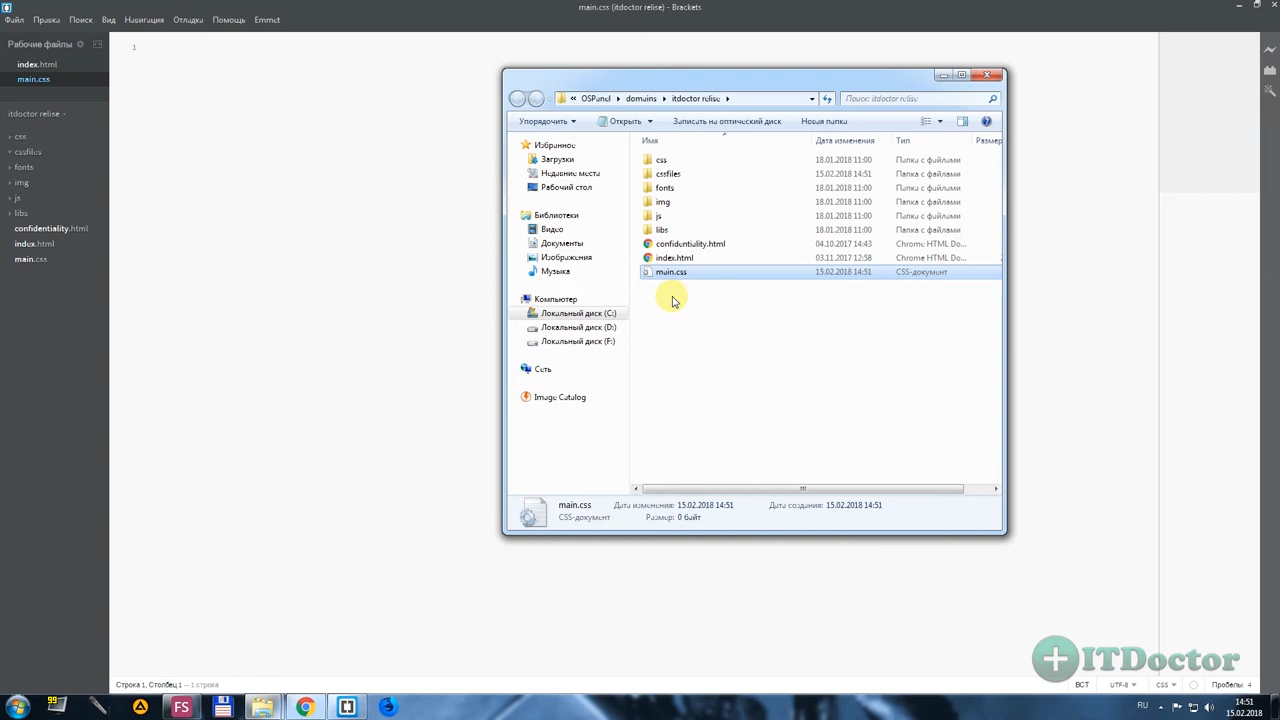 main.css (itdoctor relise) - Brackets
Файл Правка Поиск Вид Навигация Отладка Помощь Emmet
Рабочие файлы
index.html
main.css
itdoctor relise
css
cssfiles
fonts
img
js
libs
confidentiality.html
index.html
main.css
1
« OSPanel domains itdoctor relise
Поиск: itdoctor relise
Упорядочить Открыть Записать на оптический диск Новая папка
Избранное
Загрузки
Недавние места
Рабочий стол
Библиотеки
Видео
Документы
Изображения
Музыка
Компьютер
Локальный диск (C:)
Локальный диск (D:)
Локальный диск (F:)
Сеть
Image Catalog
Имя Дата изменения Тип Размер
css 18.01.2018 11:00 Папка с файлами
cssfiles 15.02.2018 14:51 Папка с файлами
fonts 18.01.2018 11:00 Папка с файлами
img 18.01.2018 11:00 Папка с файлами
js 18.01.2018 11:00 Папка с файлами
libs 18.01.2018 11:00 Папка с файлами
confidentiality.html 04.10.2017 14:43 Chrome HTML Do...
index.html 03.11.2017 12:58 Chrome HTML Do...
main.css 15.02.2018 14:51 CSS-документ
main.css Дата изменения: 15.02.2018 14:51 Дата создания: 15.02.2018 14:51
CSS-документ Размер: 0 байт
ITDoctor
Строка 1, Столбец 1 — 1 строка
ВСТ UTF-8 CSS Пробелы: 4
99
FS
RU
14:51
15.02.2018